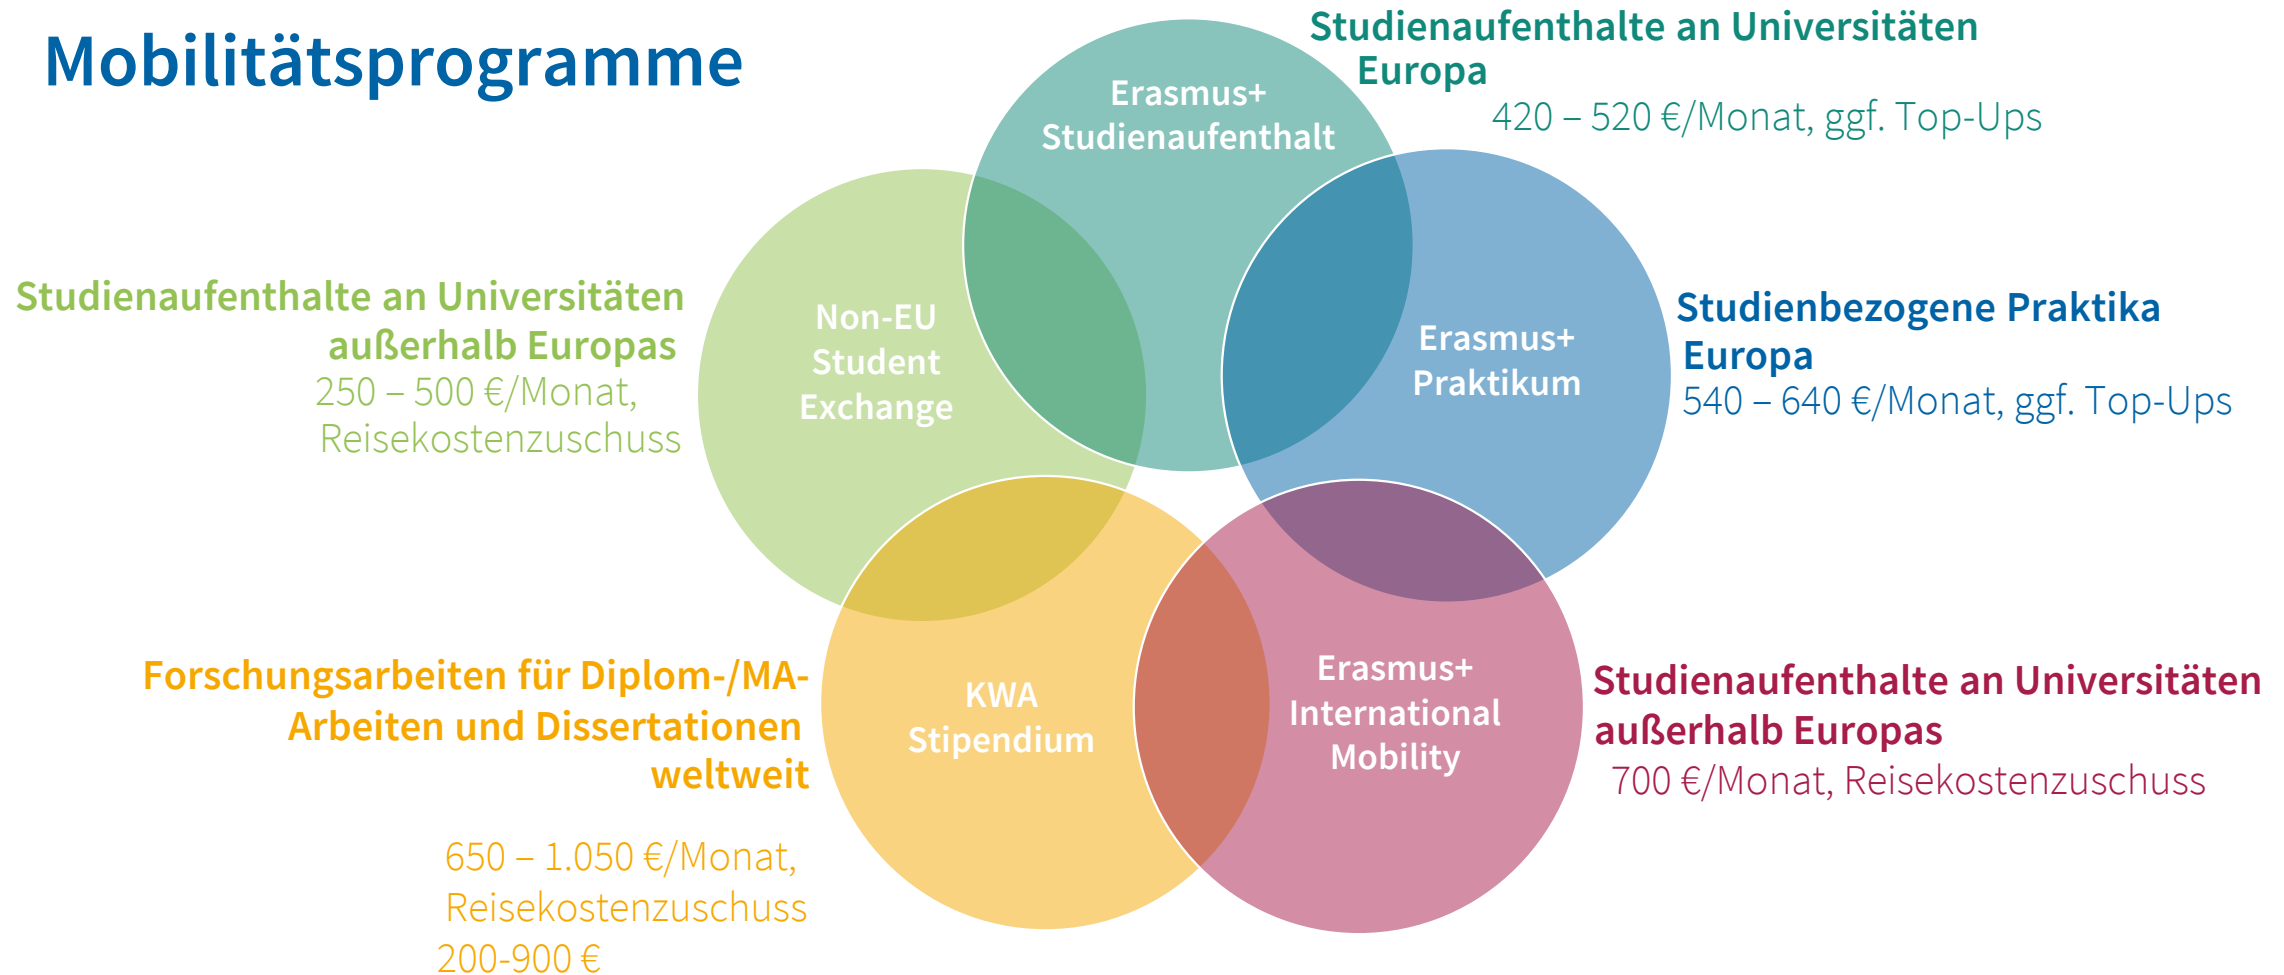 Mobilitätsprogramme
Erasmus+
Studienaufenthalt
Studienaufenthalte an Universitäten
Europa
420 – 520 €/Monat, ggf. Top-Ups
Erasmus+
Praktikum
Studienbezogene Praktika
Europa
540 – 640 €/Monat, ggf. Top-Ups
Erasmus+
International
Mobility
Studienaufenthalte an Universitäten
außerhalb Europas
700 €/Monat, Reisekostenzuschuss
KWA
Stipendium
Forschungsarbeiten für Diplom-/MA-
Arbeiten und Dissertationen
weltweit
650 – 1.050 €/Monat,
Reisekostenzuschuss
200-900 €
Non-EU
Student
Exchange
Studienaufenthalte an Universitäten
außerhalb Europas
250 – 500 €/Monat,
Reisekostenzuschuss